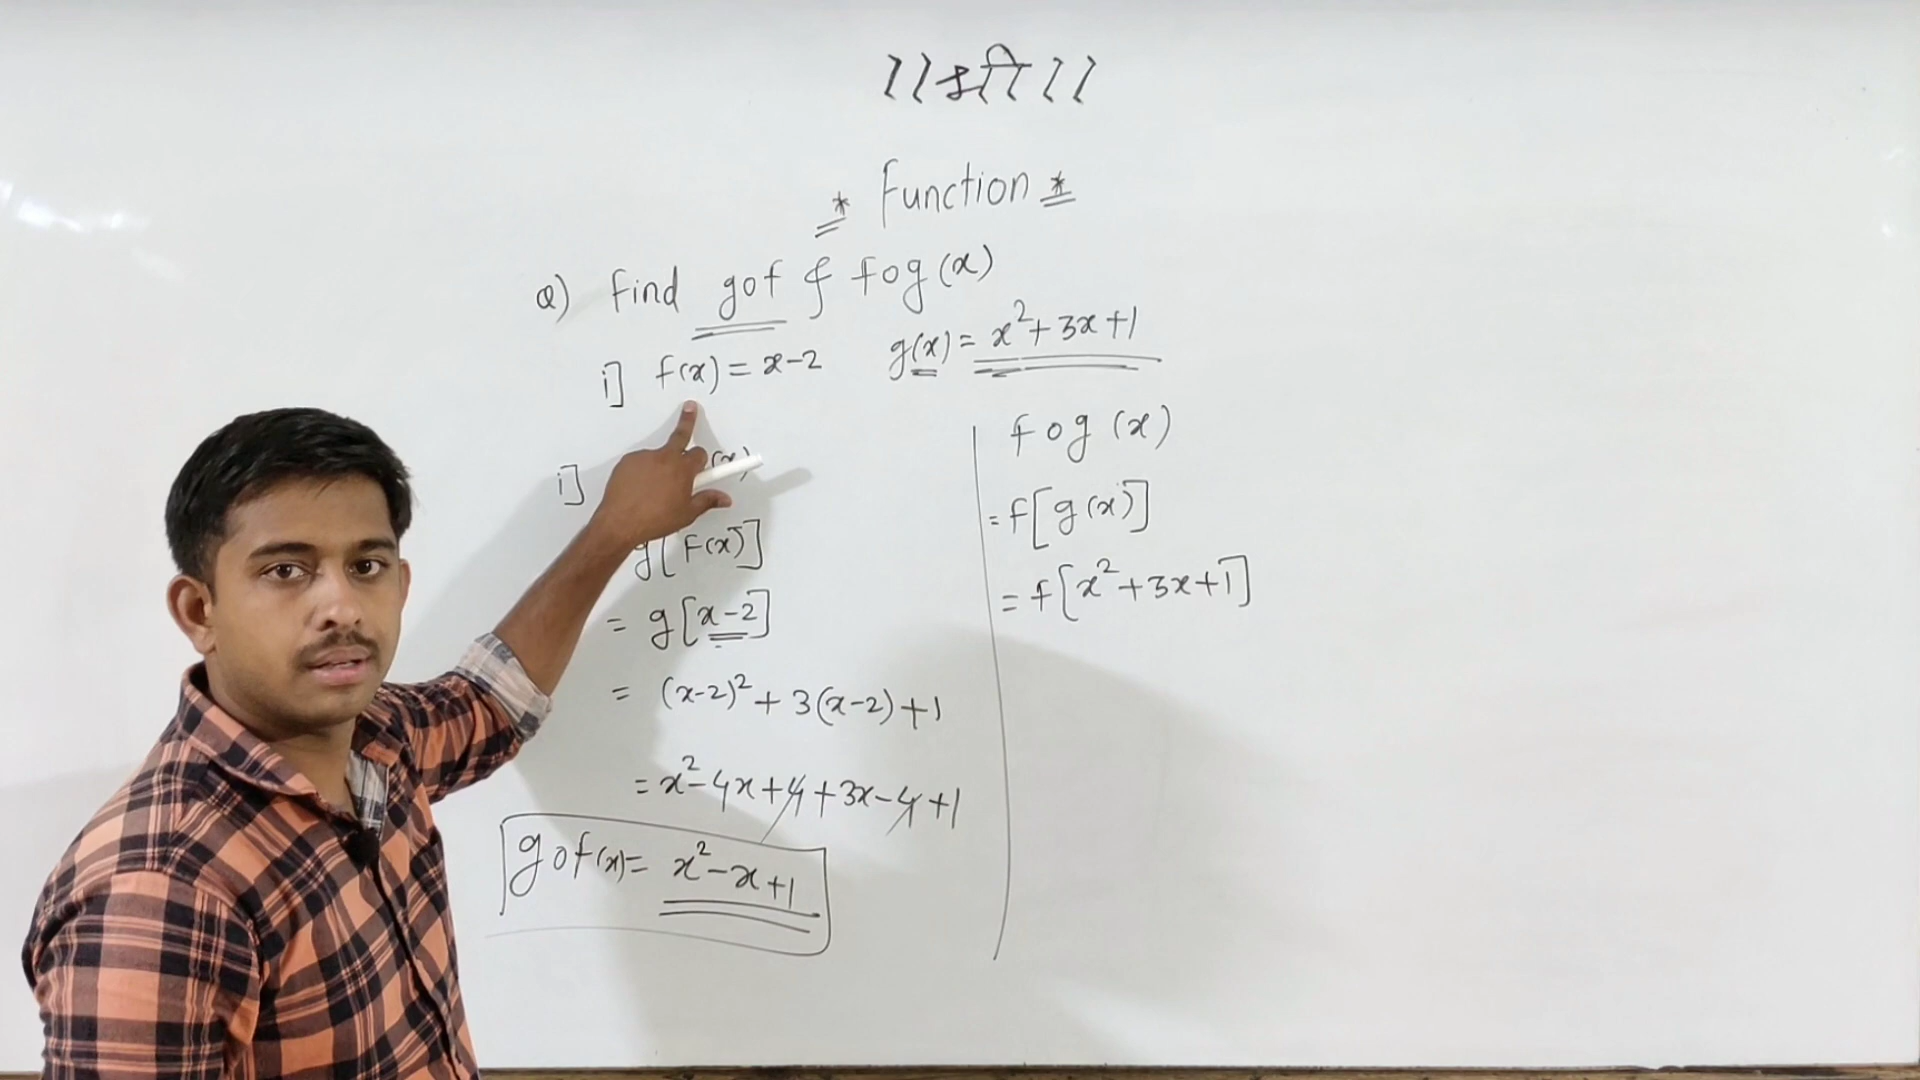 ।।श्री।।
* Function *
Q) Find gof & fog(x)
i] f(x) = x-2 g(x) = x²+3x+1
i] (x)
g[F(x)]
= g[x-2]
= (x-2)² + 3(x-2)+1
= x²-4x+4+3x-4+1
gof(x)= x²-x+1
fog(x)
= f[g(x)]
= f[x²+3x+1]